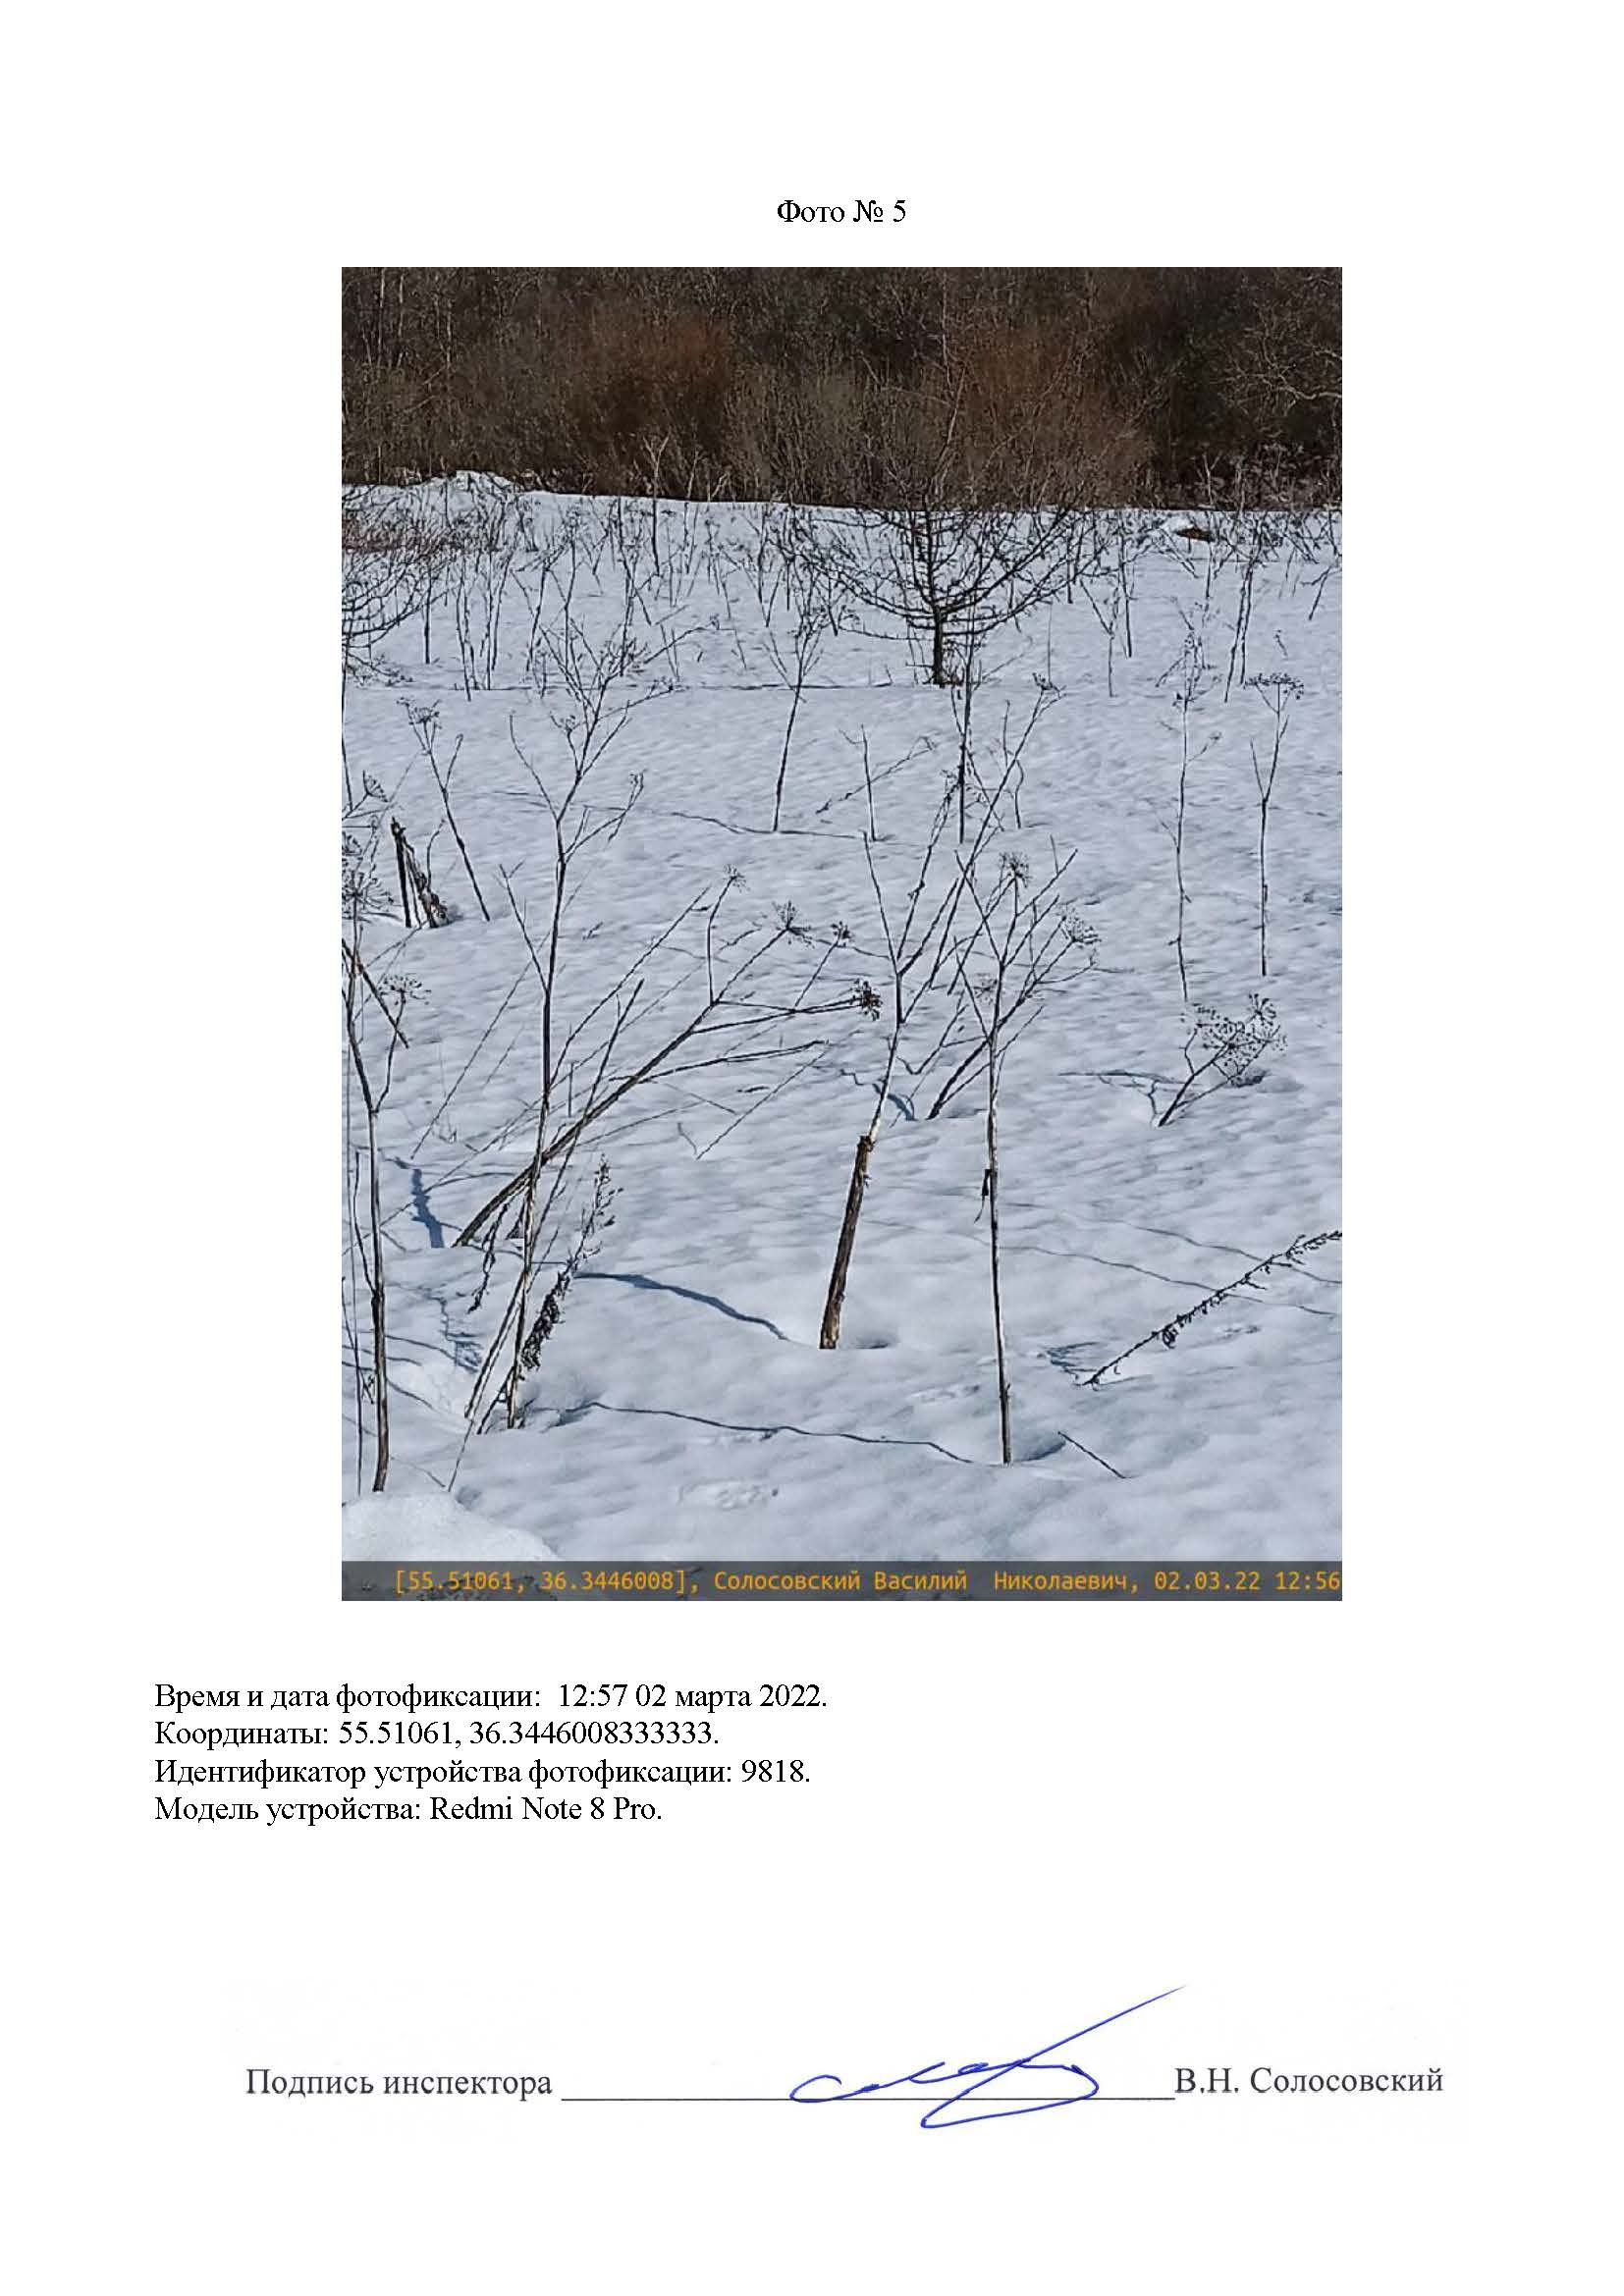 Фото № 5
[55.51061, 36.3446008], Солосовский Василий Николаевич, 02.03.22 12:56
Время и дата фотофиксации: 12:57 02 марта 2022.
Координаты: 55.51061, 36.3446008333333.
Идентификатор устройства фотофиксации: 9818.
Модель устройства: Redmi Note 8 Pro.
Подпись инспектора В.Н. Солосовский